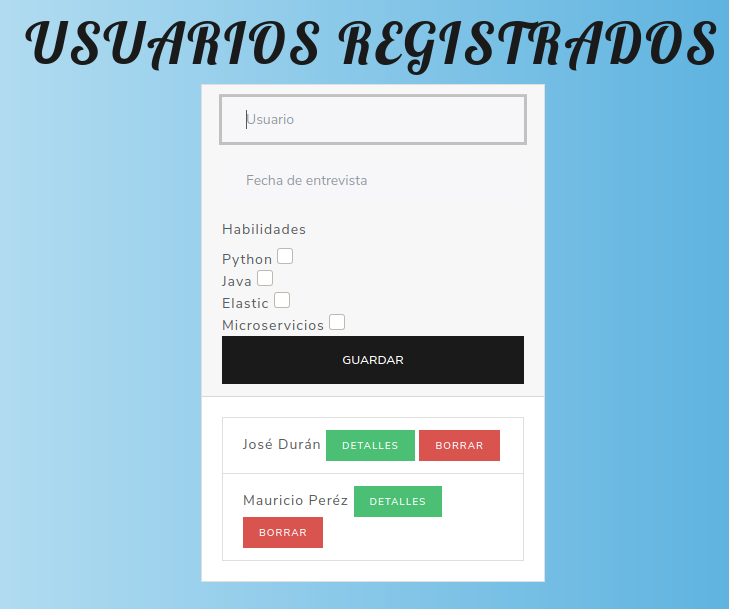 USUARIOS REGISTRADOS
Usuario
Fecha de entrevista
Habilidades
Python
Java
Elastic
Microservicios
GUARDAR
José Durán DETALLES BORRAR
Mauricio Peréz DETALLES
BORRAR